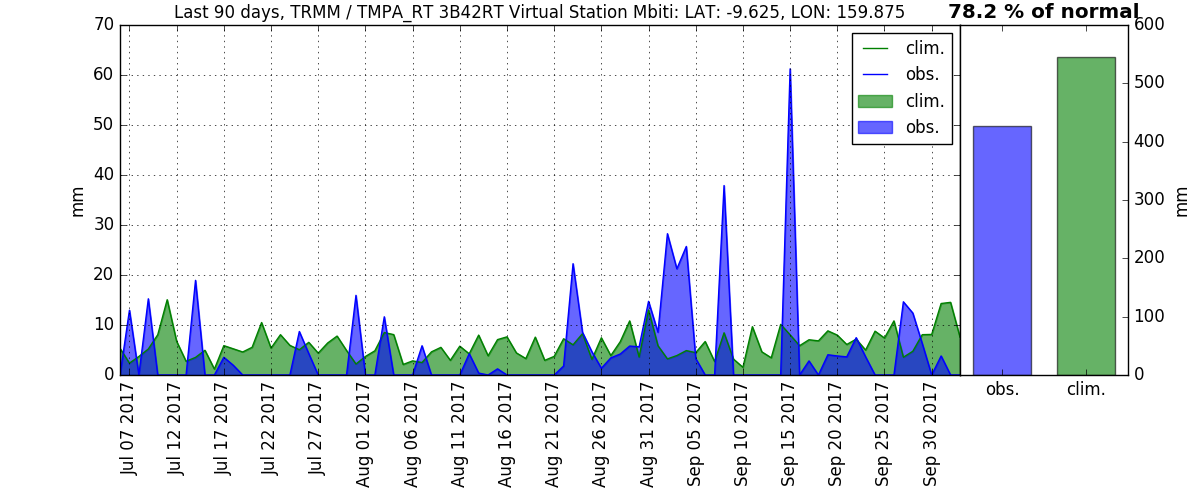 Last 90 days, TRMM / TMPA_RT 3B42RT Virtual Station Mbiti: LAT: -9.625, LON: 159.875
78.2 % of normal
70
60
50
40
30
20
10
0
mm
clim.
obs.
clim.
obs.
600
500
400
300
200
100
0
mm
Jul 07 2017
Jul 12 2017
Jul 17 2017
Jul 22 2017
Jul 27 2017
Aug 01 2017
Aug 06 2017
Aug 11 2017
Aug 16 2017
Aug 21 2017
Aug 26 2017
Aug 31 2017
Sep 05 2017
Sep 10 2017
Sep 15 2017
Sep 20 2017
Sep 25 2017
Sep 30 2017
obs.
clim.